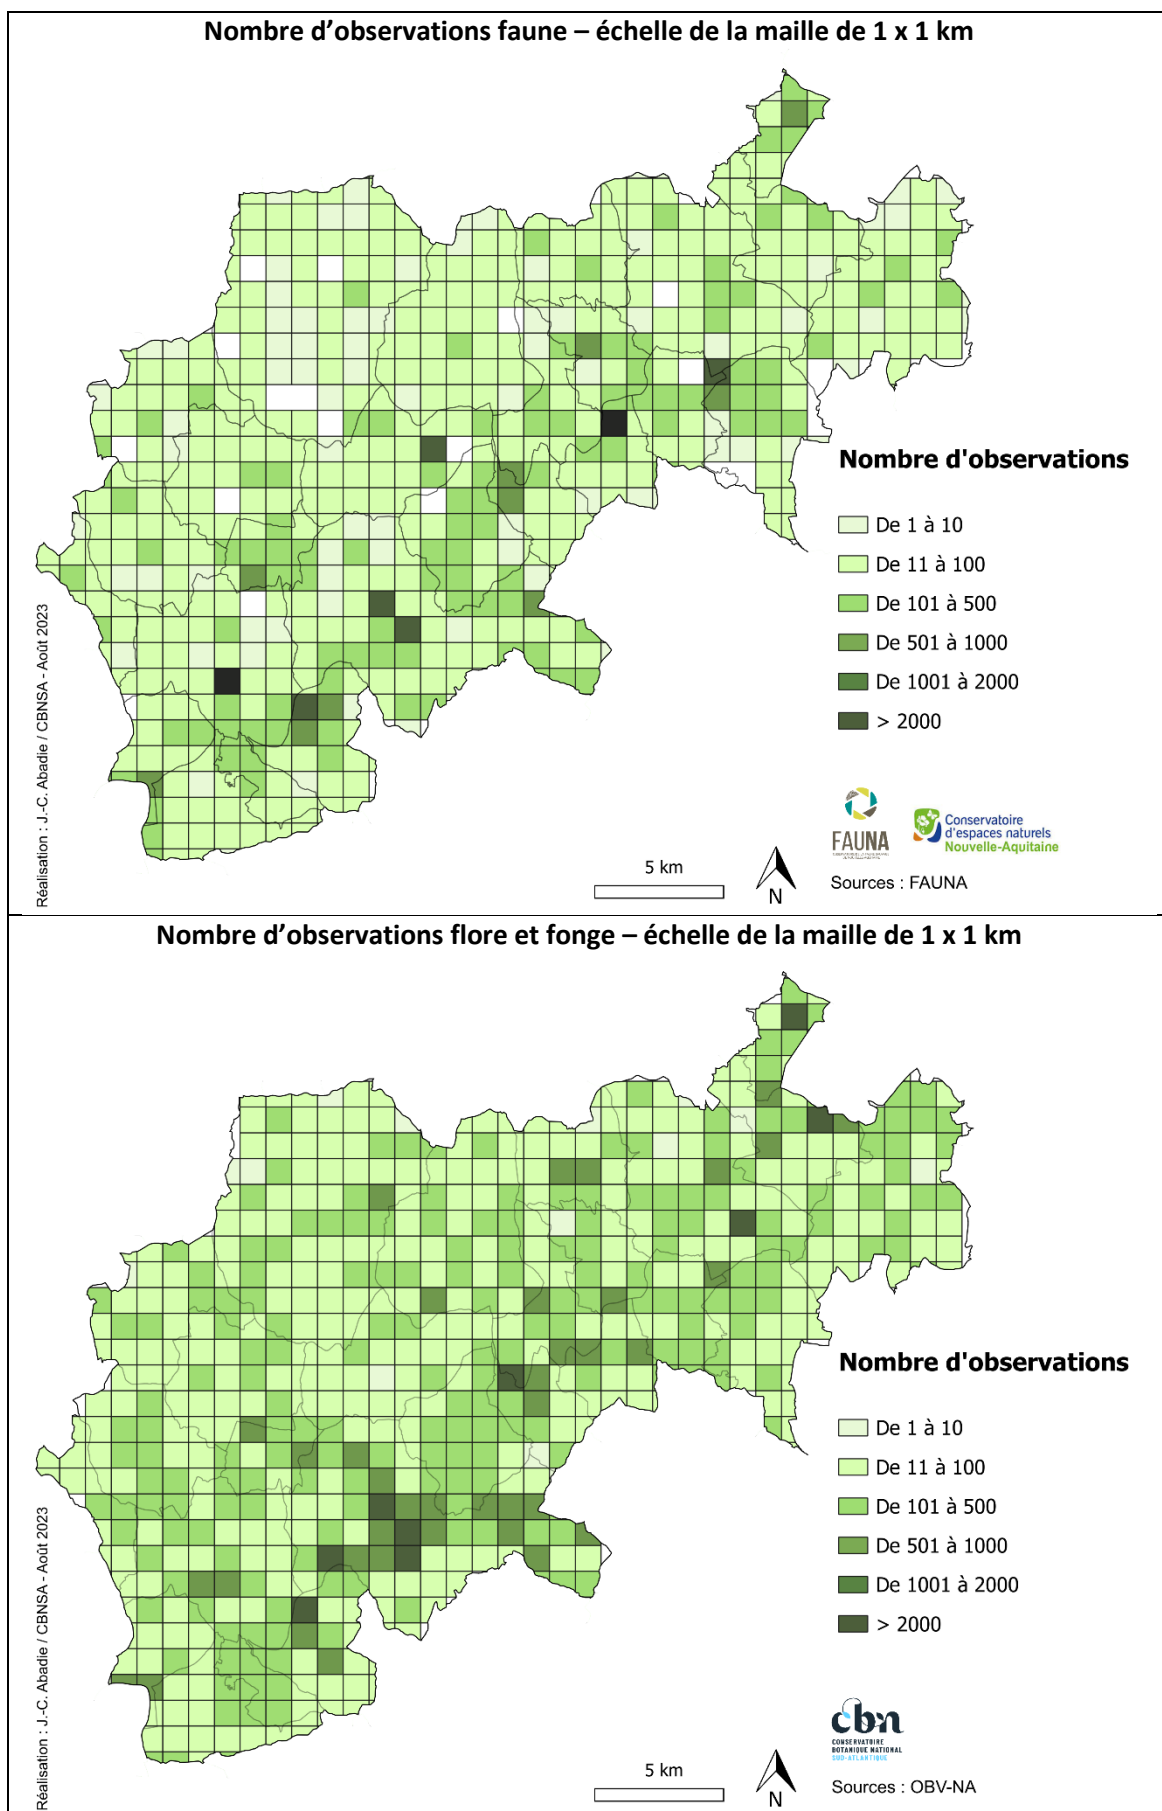 Nombre d'observations faune – échelle de la maille de 1 x 1 km
Nombre d'observations
De 1 à 10
De 11 à 100
De 101 à 500
De 501 à 1000
De 1001 à 2000
> 2000
Réalisation : J.-C. Abadie / CBNSA - Août 2023
5 km
N
FAUNA
Conservatoire
d'espaces naturels
Nouvelle-Aquitaine
Sources : FAUNA
Nombre d'observations flore et fonge – échelle de la maille de 1 x 1 km
Nombre d'observations
De 1 à 10
De 11 à 100
De 101 à 500
De 501 à 1000
De 1001 à 2000
> 2000
Réalisation : J.-C. Abadie / CBNSA - Août 2023
5 km
N
cbn
CONSERVATOIRE
BOTANIQUE NATIONAL
SUD-ATLANTIQUE
Sources : OBV-NA